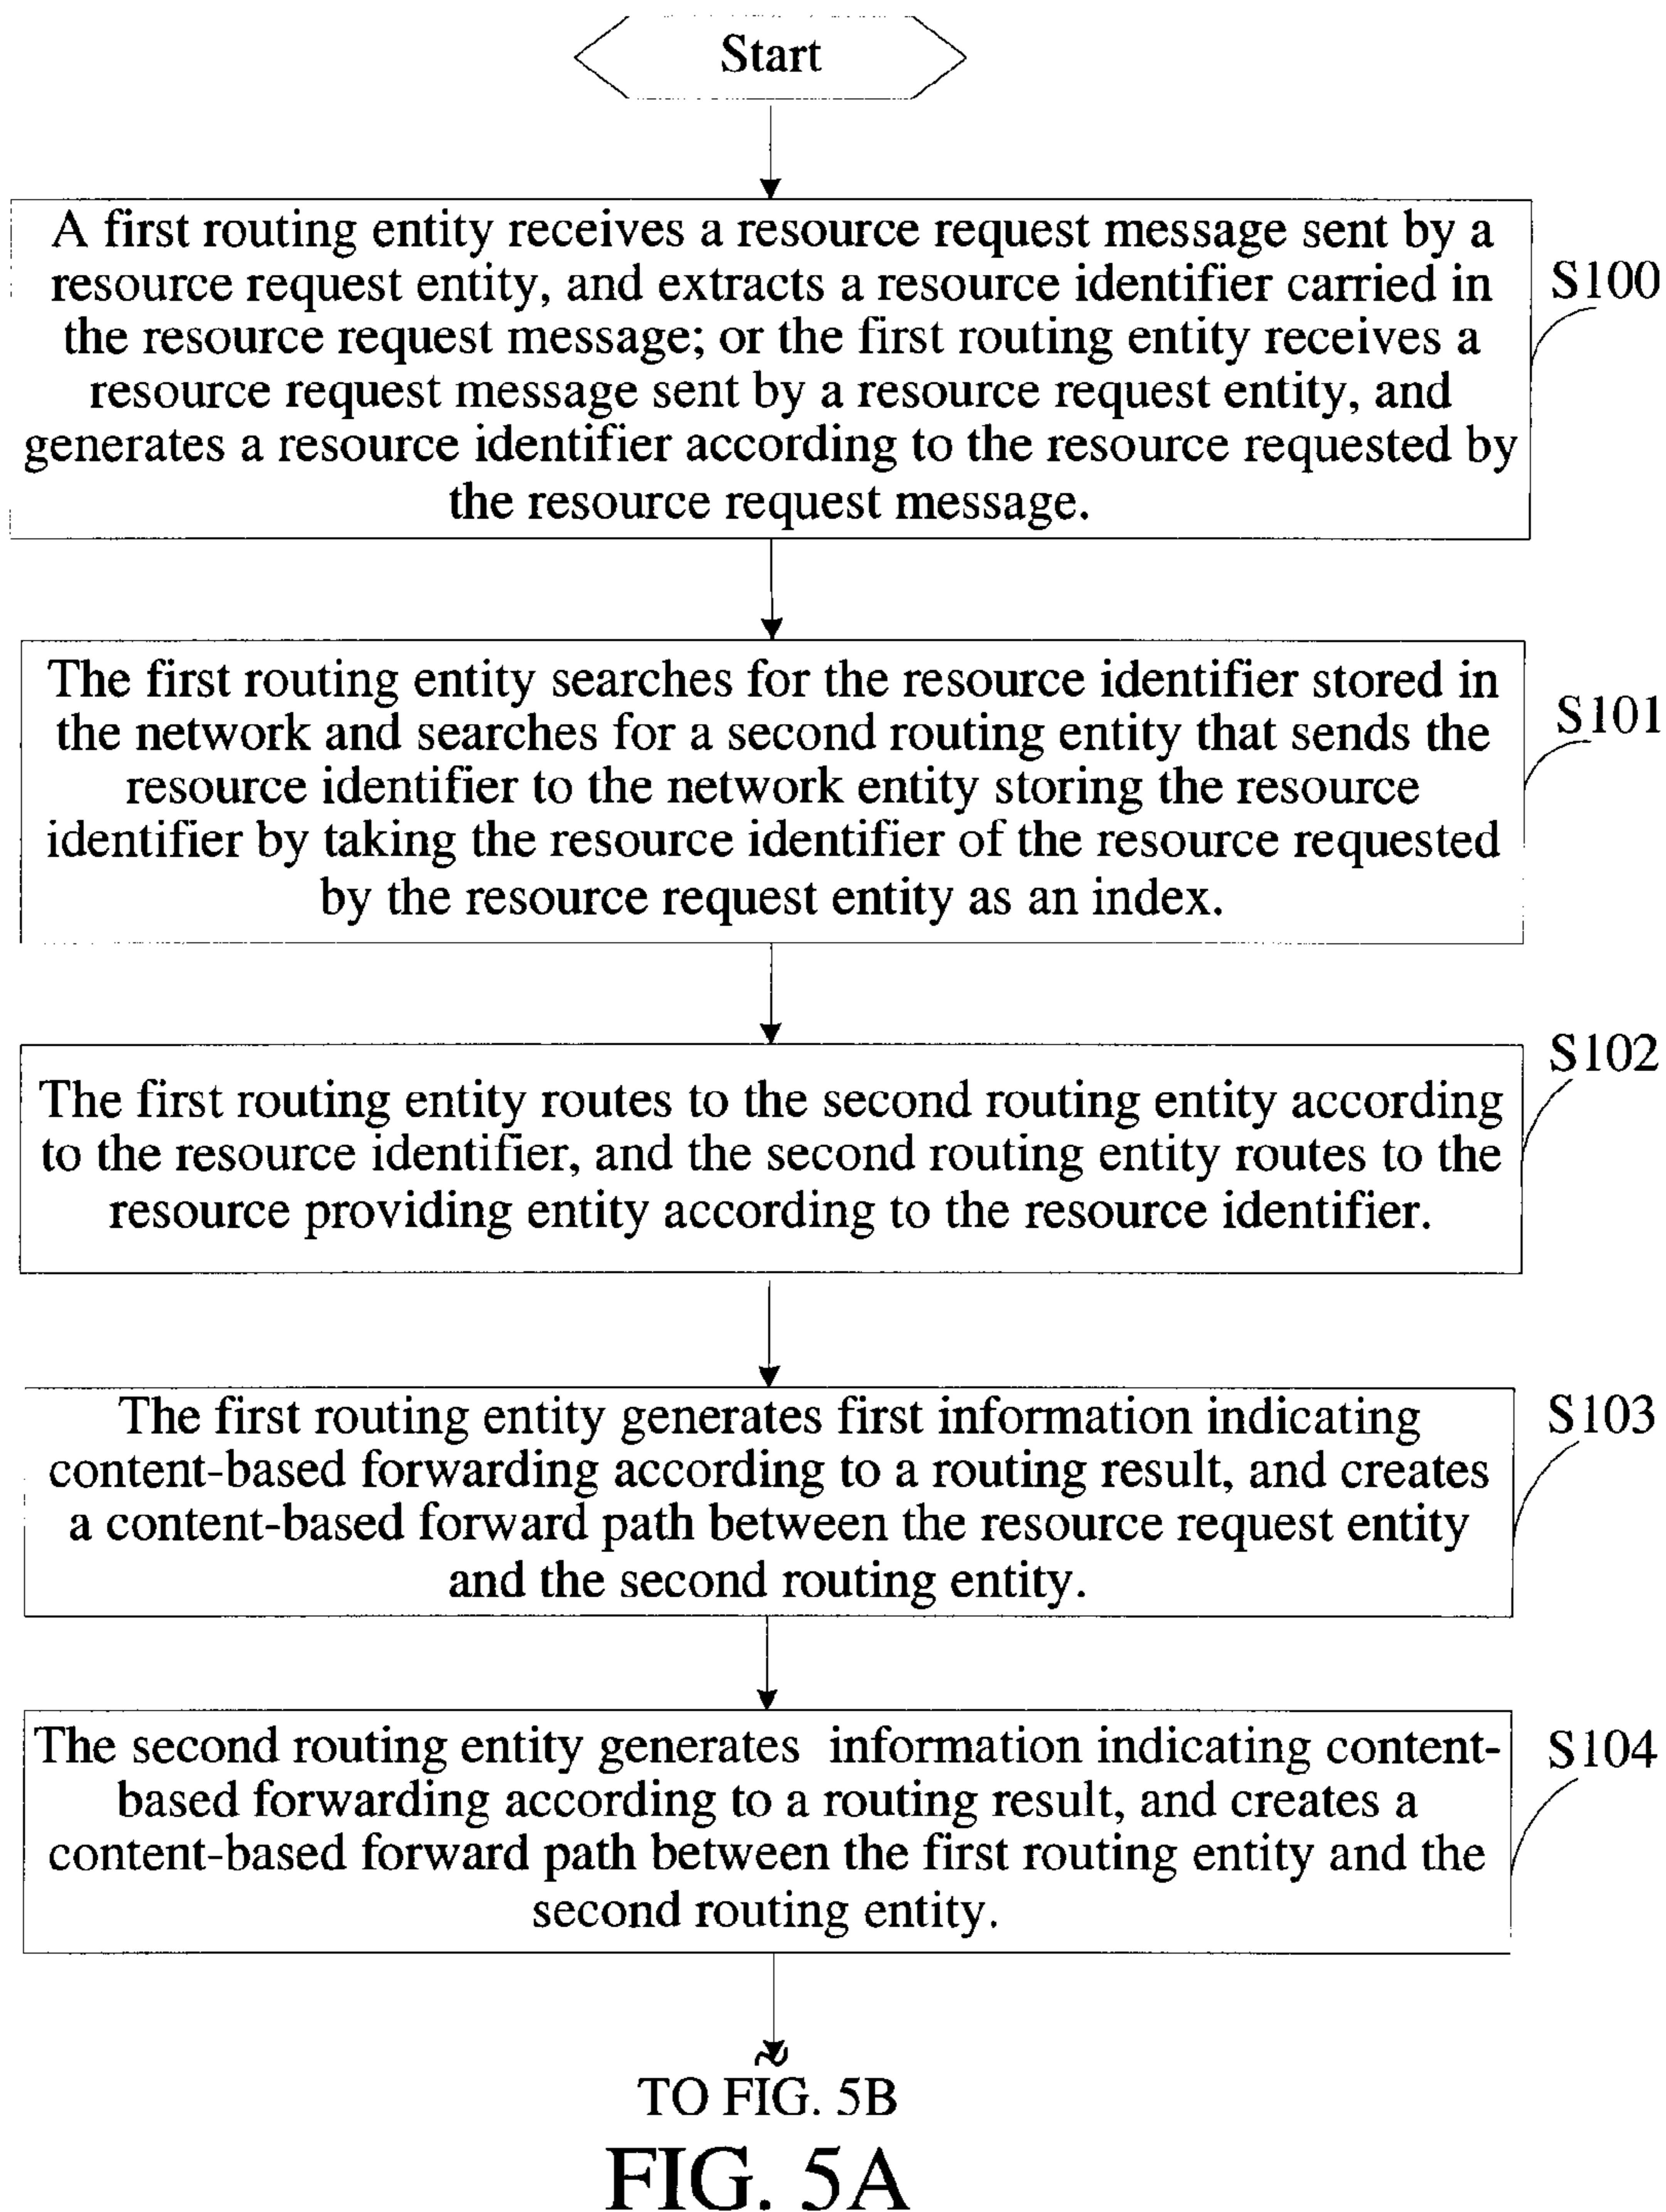 Start
A first routing entity receives a resource request message sent by a
resource request entity, and extracts a resource identifier carried in
the resource request message; or the first routing entity receives a
resource request message sent by a resource request entity, and
generates a resource identifier according to the resource requested by
the resource request message.
S100
The first routing entity searches for the resource identifier stored in
the network and searches for a second routing entity that sends the
resource identifier to the network entity storing the resource
identifier by taking the resource identifier of the resource requested
by the resource request entity as an index.
S101
The first routing entity routes to the second routing entity according
to the resource identifier, and the second routing entity routes to the
resource providing entity according to the resource identifier.
S102
The first routing entity generates first information indicating
content-based forwarding according to a routing result, and creates
a content-based forward path between the resource request entity
and the second routing entity.
S103
The second routing entity generates information indicating content-
based forwarding according to a routing result, and creates a
content-based forward path between the first routing entity and the
second routing entity.
S104
TO FIG. 5B
FIG. 5A